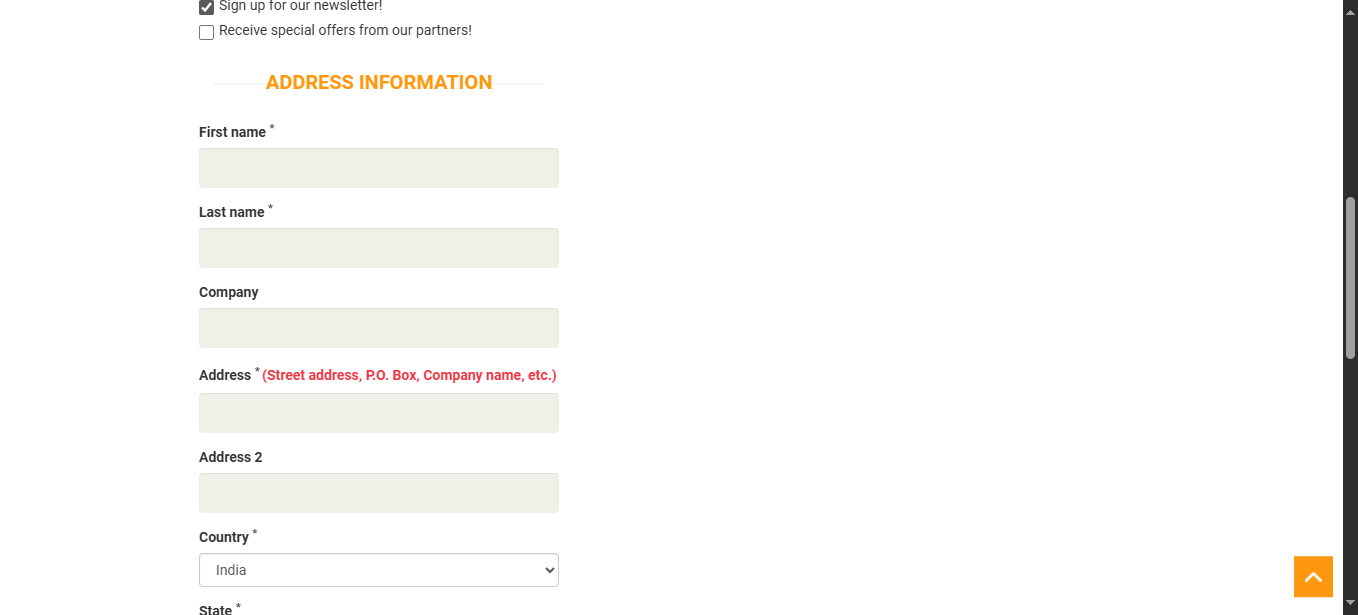 Sign up for our newsletter!
Receive special offers from our partners!
ADDRESS INFORMATION
First name *
Last name *
Company
Address * (Street address, P.O. Box, Company name, etc.)
Address 2
Country *
India
State *